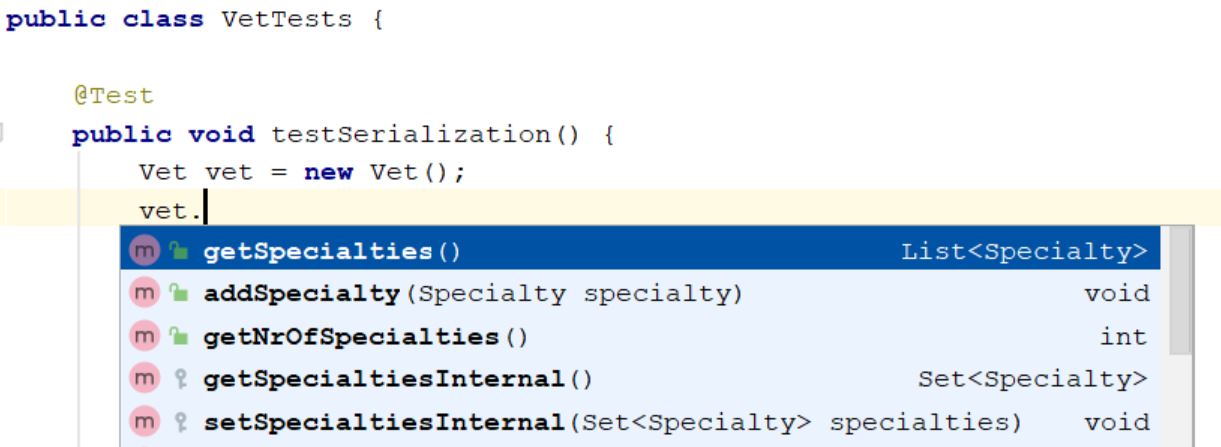 public class VetTests {
@Test
public void testSerialization() {
Vet vet = new Vet();
vet.
m getSpecialties() List<Specialty>
m addSpecialty(Specialty specialty) void
m getNrOfSpecialties() int
m getSpecialtiesInternal() Set<Specialty>
m setSpecialtiesInternal(Set<Specialty> specialties) void